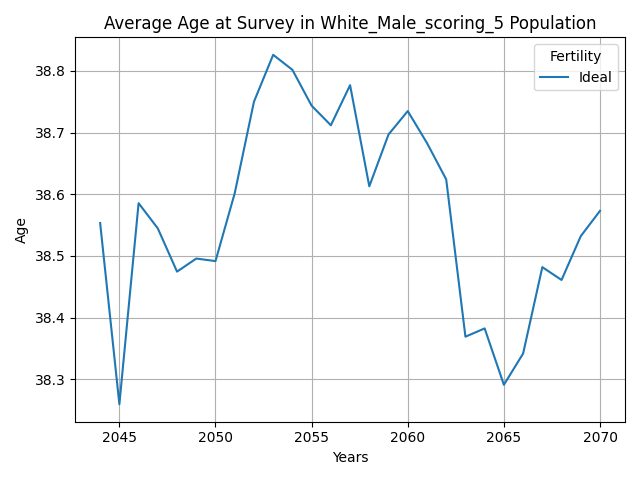 Average Age at Survey in White_Male_scoring_5 Population
Fertility
Ideal
38.8
38.7
38.6
38.5
38.4
38.3
Age
2045 2050 2055 2060 2065 2070
Years